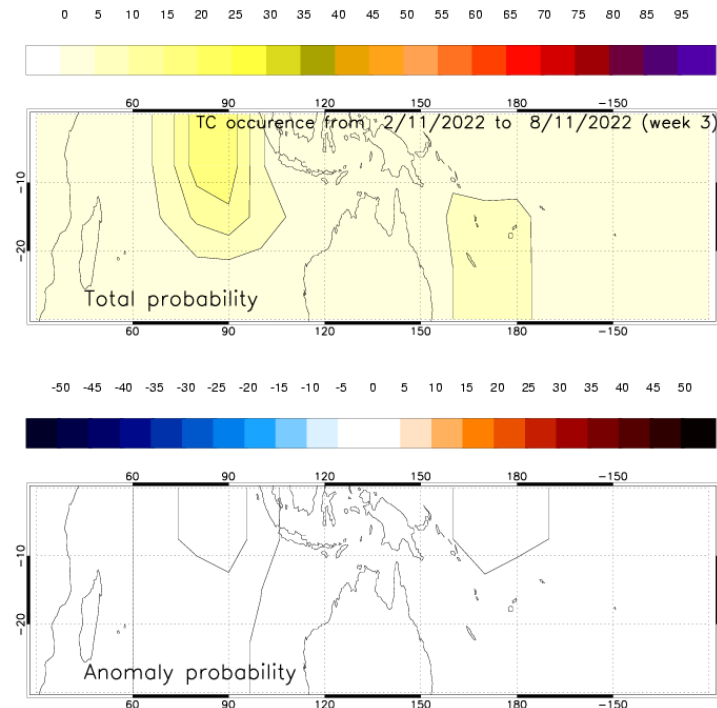 0 5 10 15 20 25 30 35 40 45 50 55 60 65 70 75 80 85 90 95
60 90 120 150 180 −150
TC occurence from 2/11/2022 to 8/11/2022 (week 3)
−10
−20
Total probability
60 90 120 150 180 −150
-50 -45 -40 -35 -30 -25 -20 -15 -10 -5 0 5 10 15 20 25 30 35 40 45 50
60 90 120 150 180 −150
−10
−20
Anomaly probability
60 90 120 150 180 −150